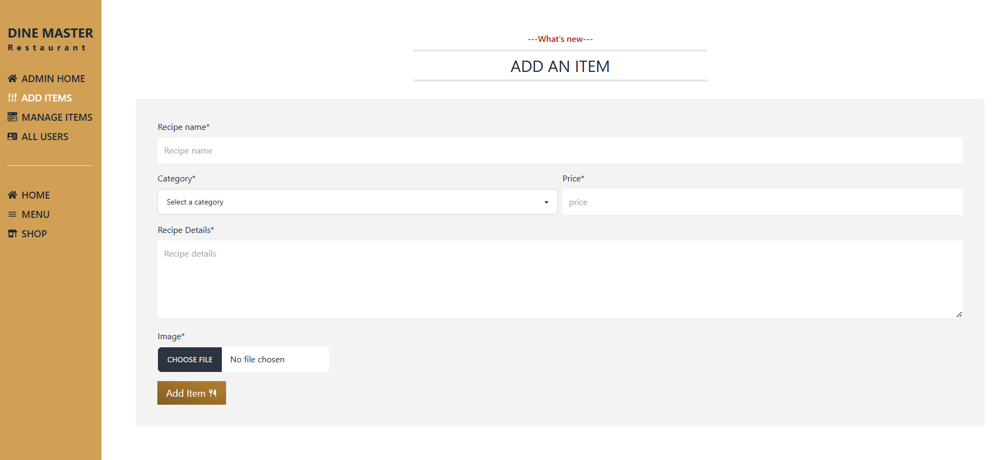 DINE MASTER
Restaurant
ADMIN HOME
ADD ITEMS
MANAGE ITEMS
ALL USERS
HOME
MENU
SHOP
---What's new---
ADD AN ITEM
Recipe name*
Recipe name
Category*
Price*
Select a category
price
Recipe Details*
Recipe details
Image*
CHOOSE FILE
No file chosen
Add Item